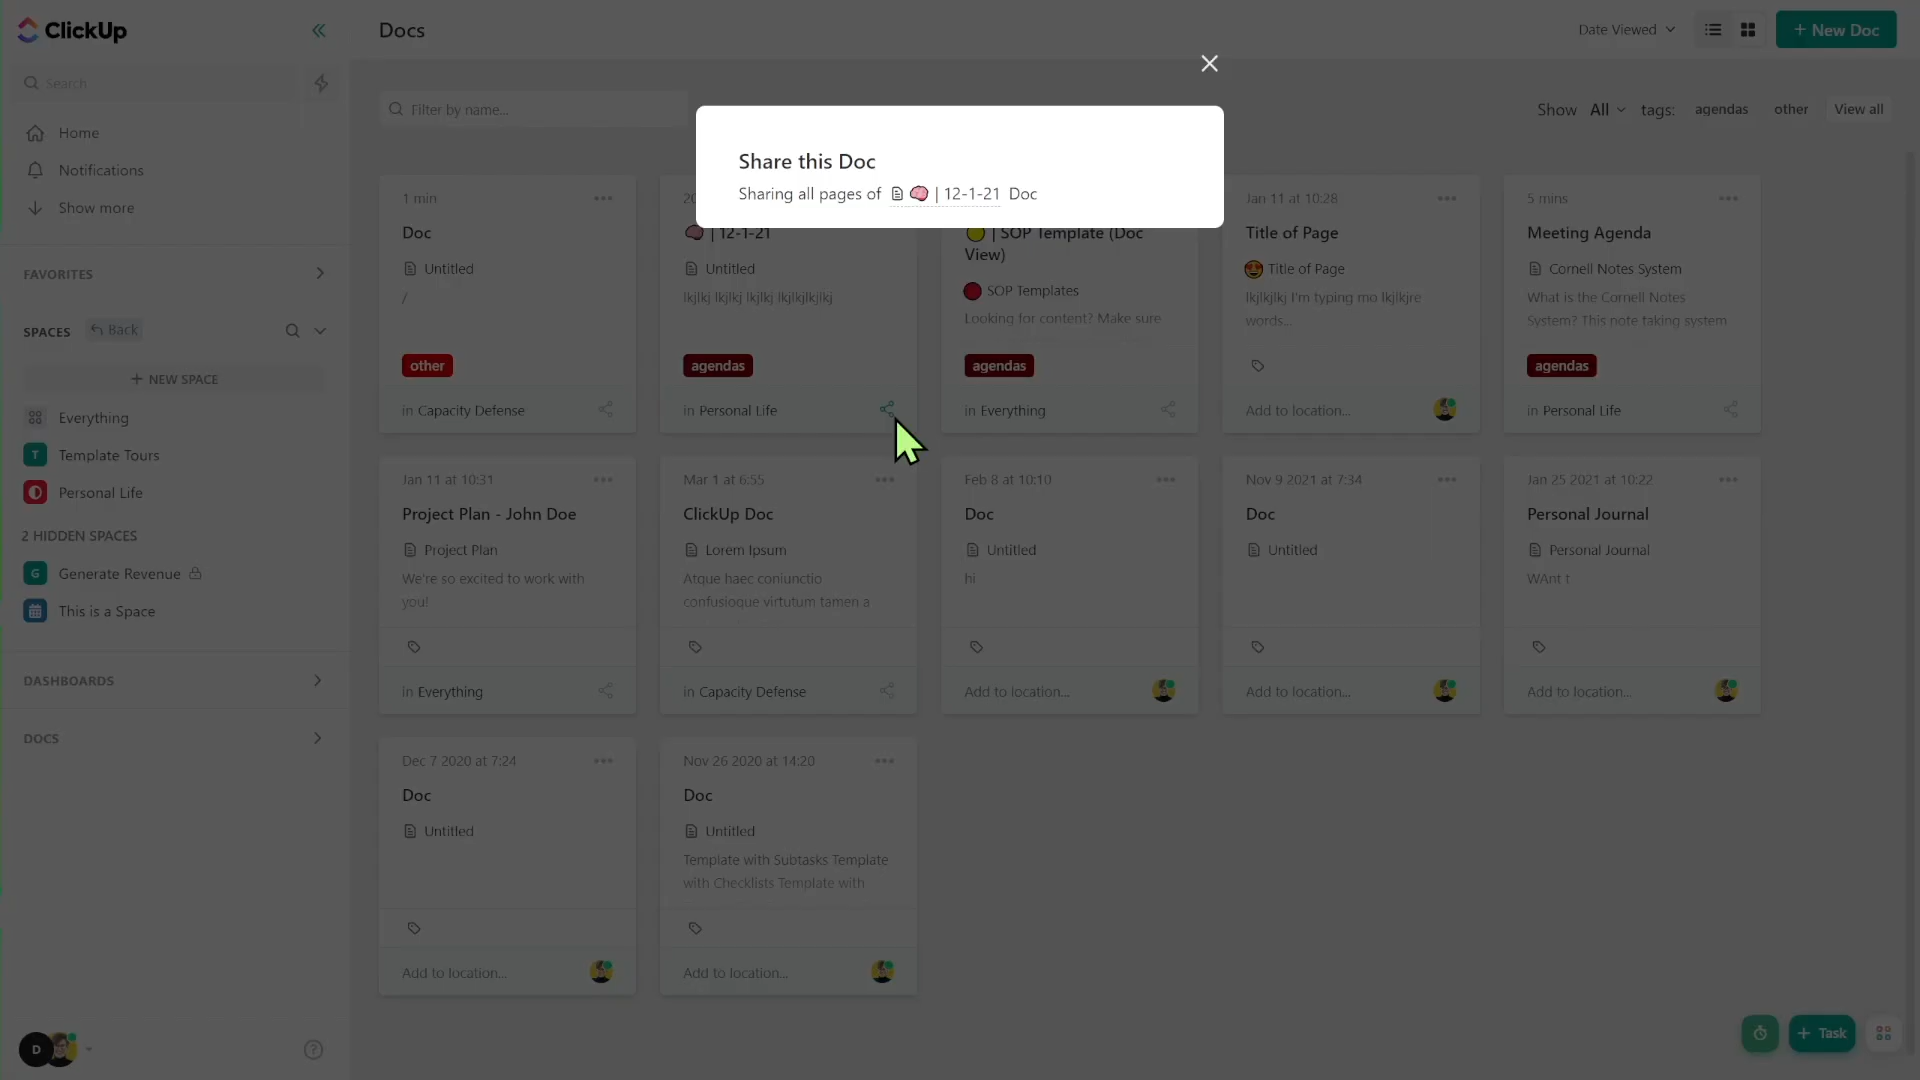 ClickUp
Search
Home
Notifications
Show more
FAVORITES
SPACES
Back
+ NEW SPACE
Everything
T Template Tours
Personal Life
2 HIDDEN SPACES
G Generate Revenue
This is a Space
DASHBOARDS
DOCS
D
Docs
Date Viewed
+ New Doc
Filter by name...
Show All tags: agendas other View all
Share this Doc
Sharing all pages of 🧠 | 12-1-21 Doc
1 min
Doc
Untitled
/
other
in Capacity Defense
🧠 | 12-1-21
Untitled
lkjlkj lkjlkj lkjlkj lkjlkjlkjlkj
agendas
in Personal Life
| SOP Template (Doc
View)
SOP Templates
Looking for content? Make sure
agendas
in Everything
Jan 11 at 10:28
Title of Page
😍 Title of Page
lkjlkjlkj I'm typing mo lkjlkjre
words...
Add to location...
5 mins
Meeting Agenda
Cornell Notes System
What is the Cornell Notes
System? This note taking system
agendas
in Personal Life
Jan 11 at 10:31
Project Plan - John Doe
Project Plan
We're so excited to work with
you!
in Everything
Mar 1 at 6:55
ClickUp Doc
Lorem Ipsum
Atque haec coniunctio
confusioque virtutum tamen a
in Capacity Defense
Feb 8 at 10:10
Doc
Untitled
hi
Add to location...
Nov 9 2021 at 7:34
Doc
Untitled
Add to location...
Jan 25 2021 at 10:22
Personal Journal
Personal Journal
WAnt t
Add to location...
Dec 7 2020 at 7:24
Doc
Untitled
Add to location...
Nov 26 2020 at 14:20
Doc
Untitled
Template with Subtasks Template
with Checklists Template with
Add to location...
+ Task